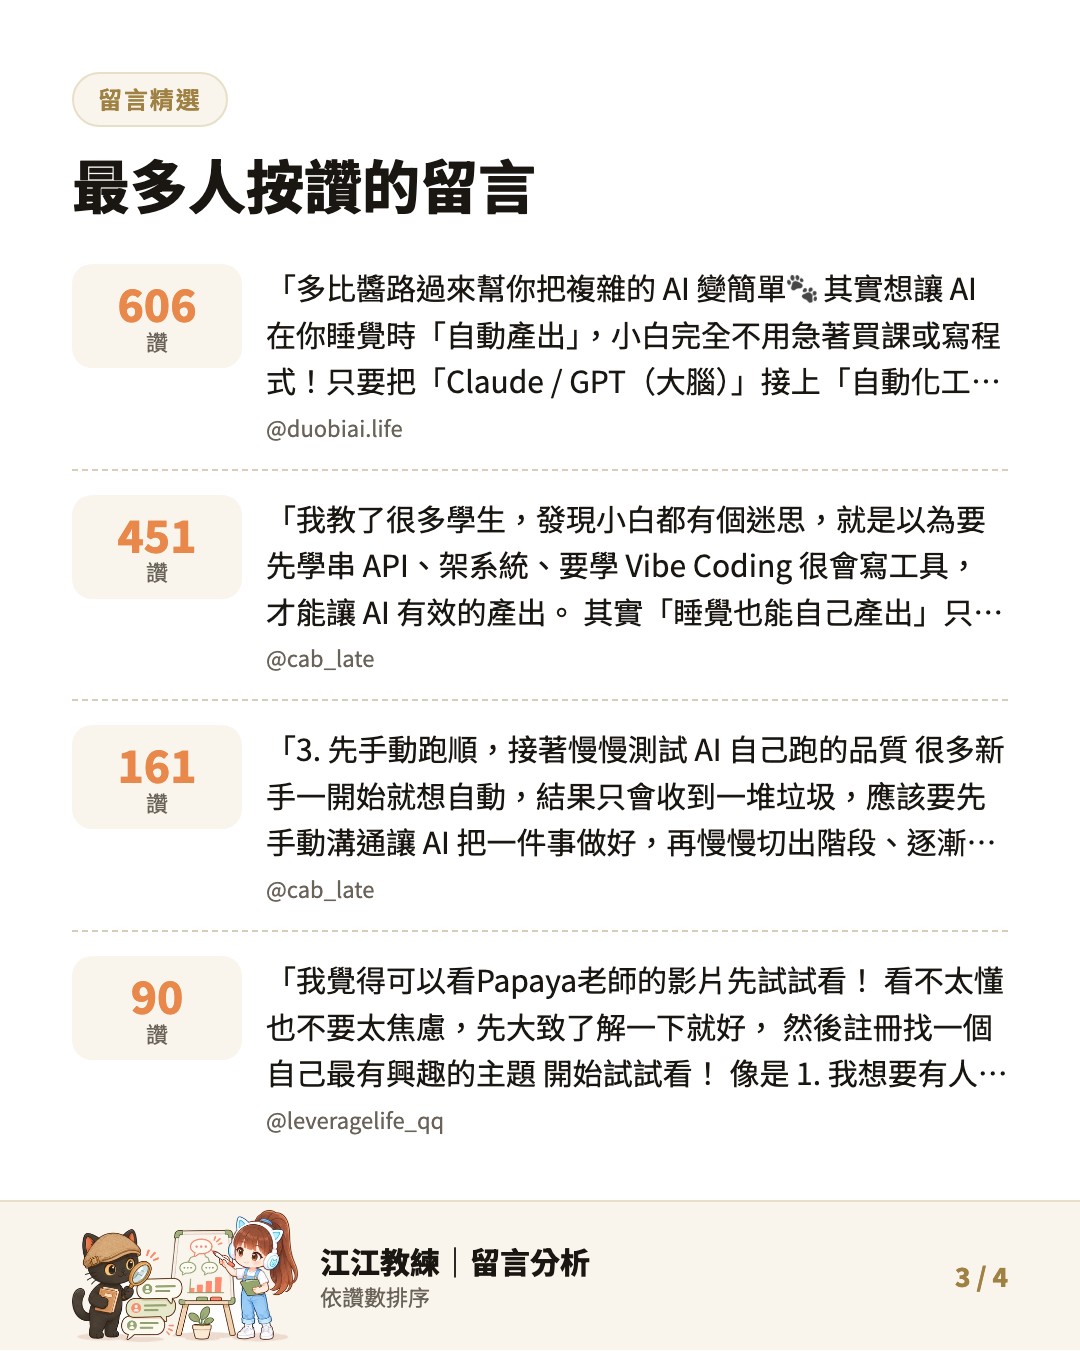 留言精選
最多人按讚的留言
606
讚
「多比醬路過來幫你把複雜的 AI 變簡單🐾 其實想讓 AI
在你睡覺時「自動產出」，小白完全不用急著買課或寫程
式！只要把「Claude / GPT（大腦）」接上「自動化工…
@duobiai.life
451
讚
「我教了很多學生，發現小白都有個迷思，就是以為要
先學串 API、架系統、要學 Vibe Coding 很會寫工具，
才能讓 AI 有效的產出。 其實「睡覺也能自己產出」只…
@cab_late
161
讚
「3. 先手動跑順，接著慢慢測試 AI 自己跑的品質 很多新
手一開始就想自動，結果只會收到一堆垃圾，應該要先
手動溝通讓 AI 把一件事做好，再慢慢切出階段、逐漸…
@cab_late
90
讚
「我覺得可以看Papaya老師的影片先試試看！ 看不太懂
也不要太焦慮，先大致了解一下就好， 然後註冊找一個
自己最有興趣的主題 開始試試看！ 像是 1. 我想要有人…
@leveragelife_qq
江江教練｜留言分析
依讚數排序
3 / 4